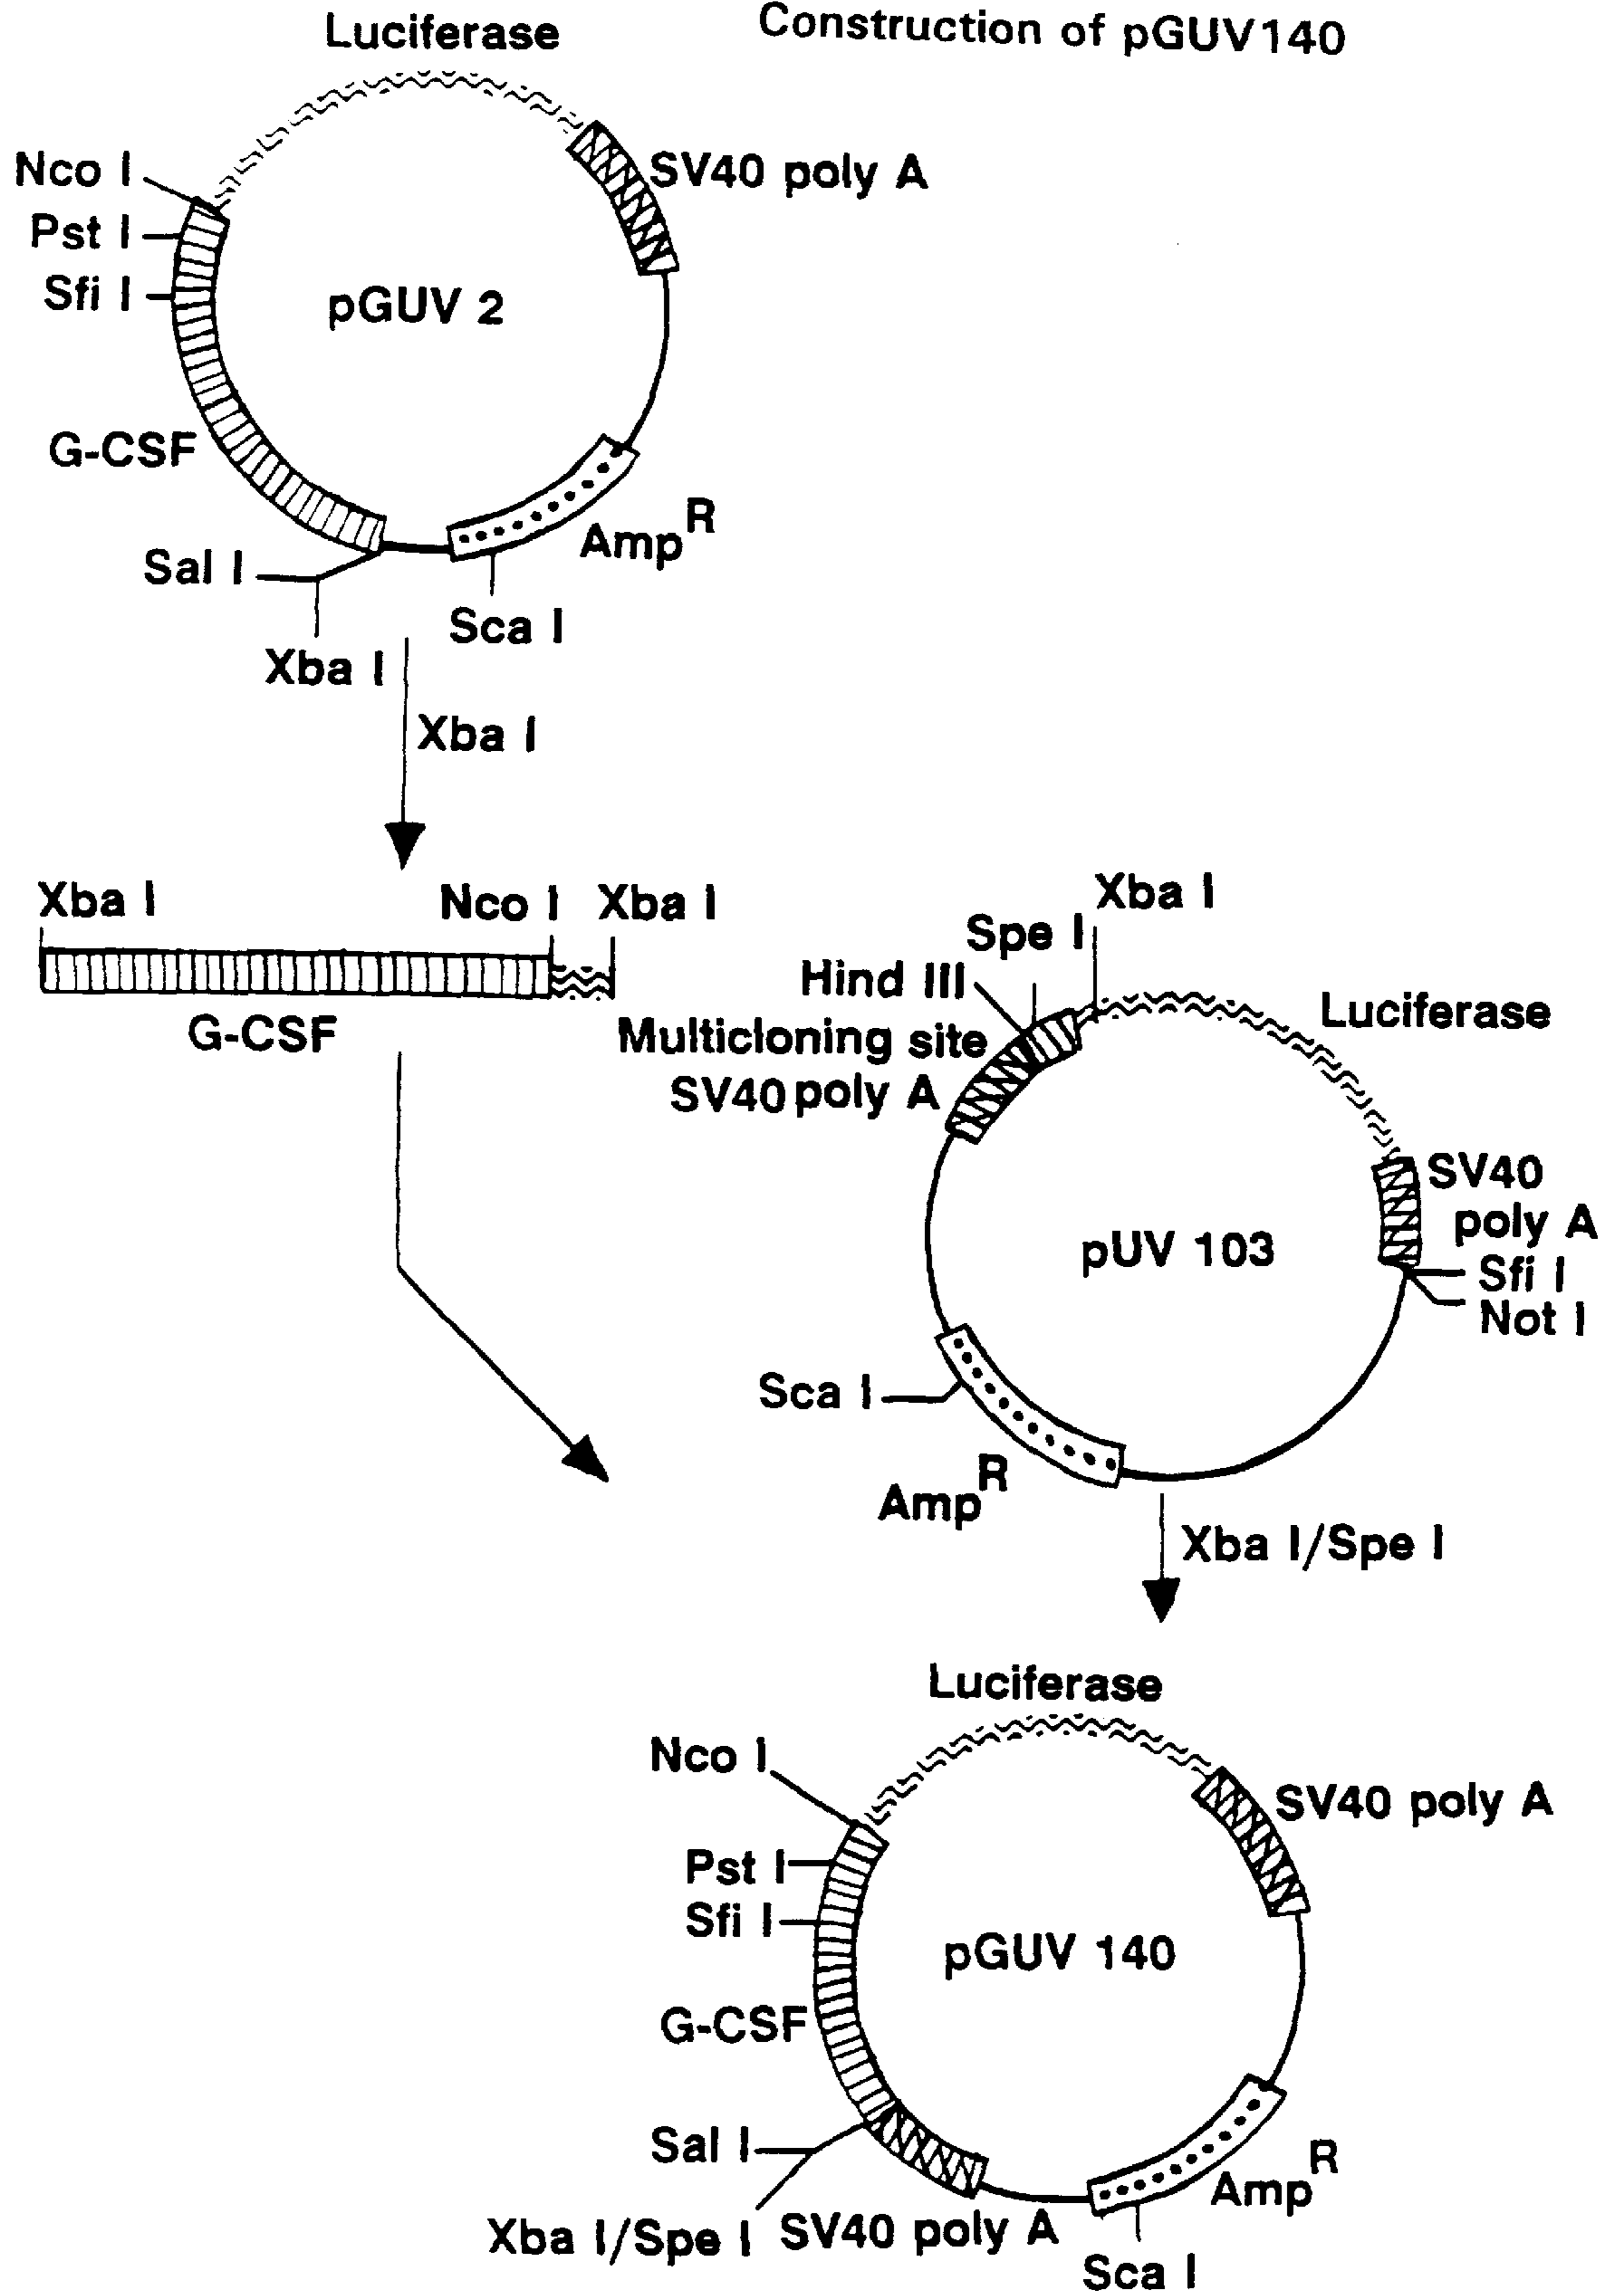 Construction of pGUV140
Luciferase
SV40 poly A
Nco I
Pst I
Sfi I
pGUV 2
G-CSF
Amp R
Sal I
Sca I
Xba I
Xba I
Xba I
Nco I
Xba I
G-CSF
Xba I
Spe I
Hind III
Luciferase
Multicloning site
SV40 poly A
SV40
poly A
pUV 103
Sfi I
Not I
Sca I
Amp R
Xba I/Spe I
Luciferase
Nco I
SV40 poly A
Pst I
Sfi I
pGUV 140
G-CSF
Sal I
Amp R
Xba I/Spe I
SV40 poly A
Sca I